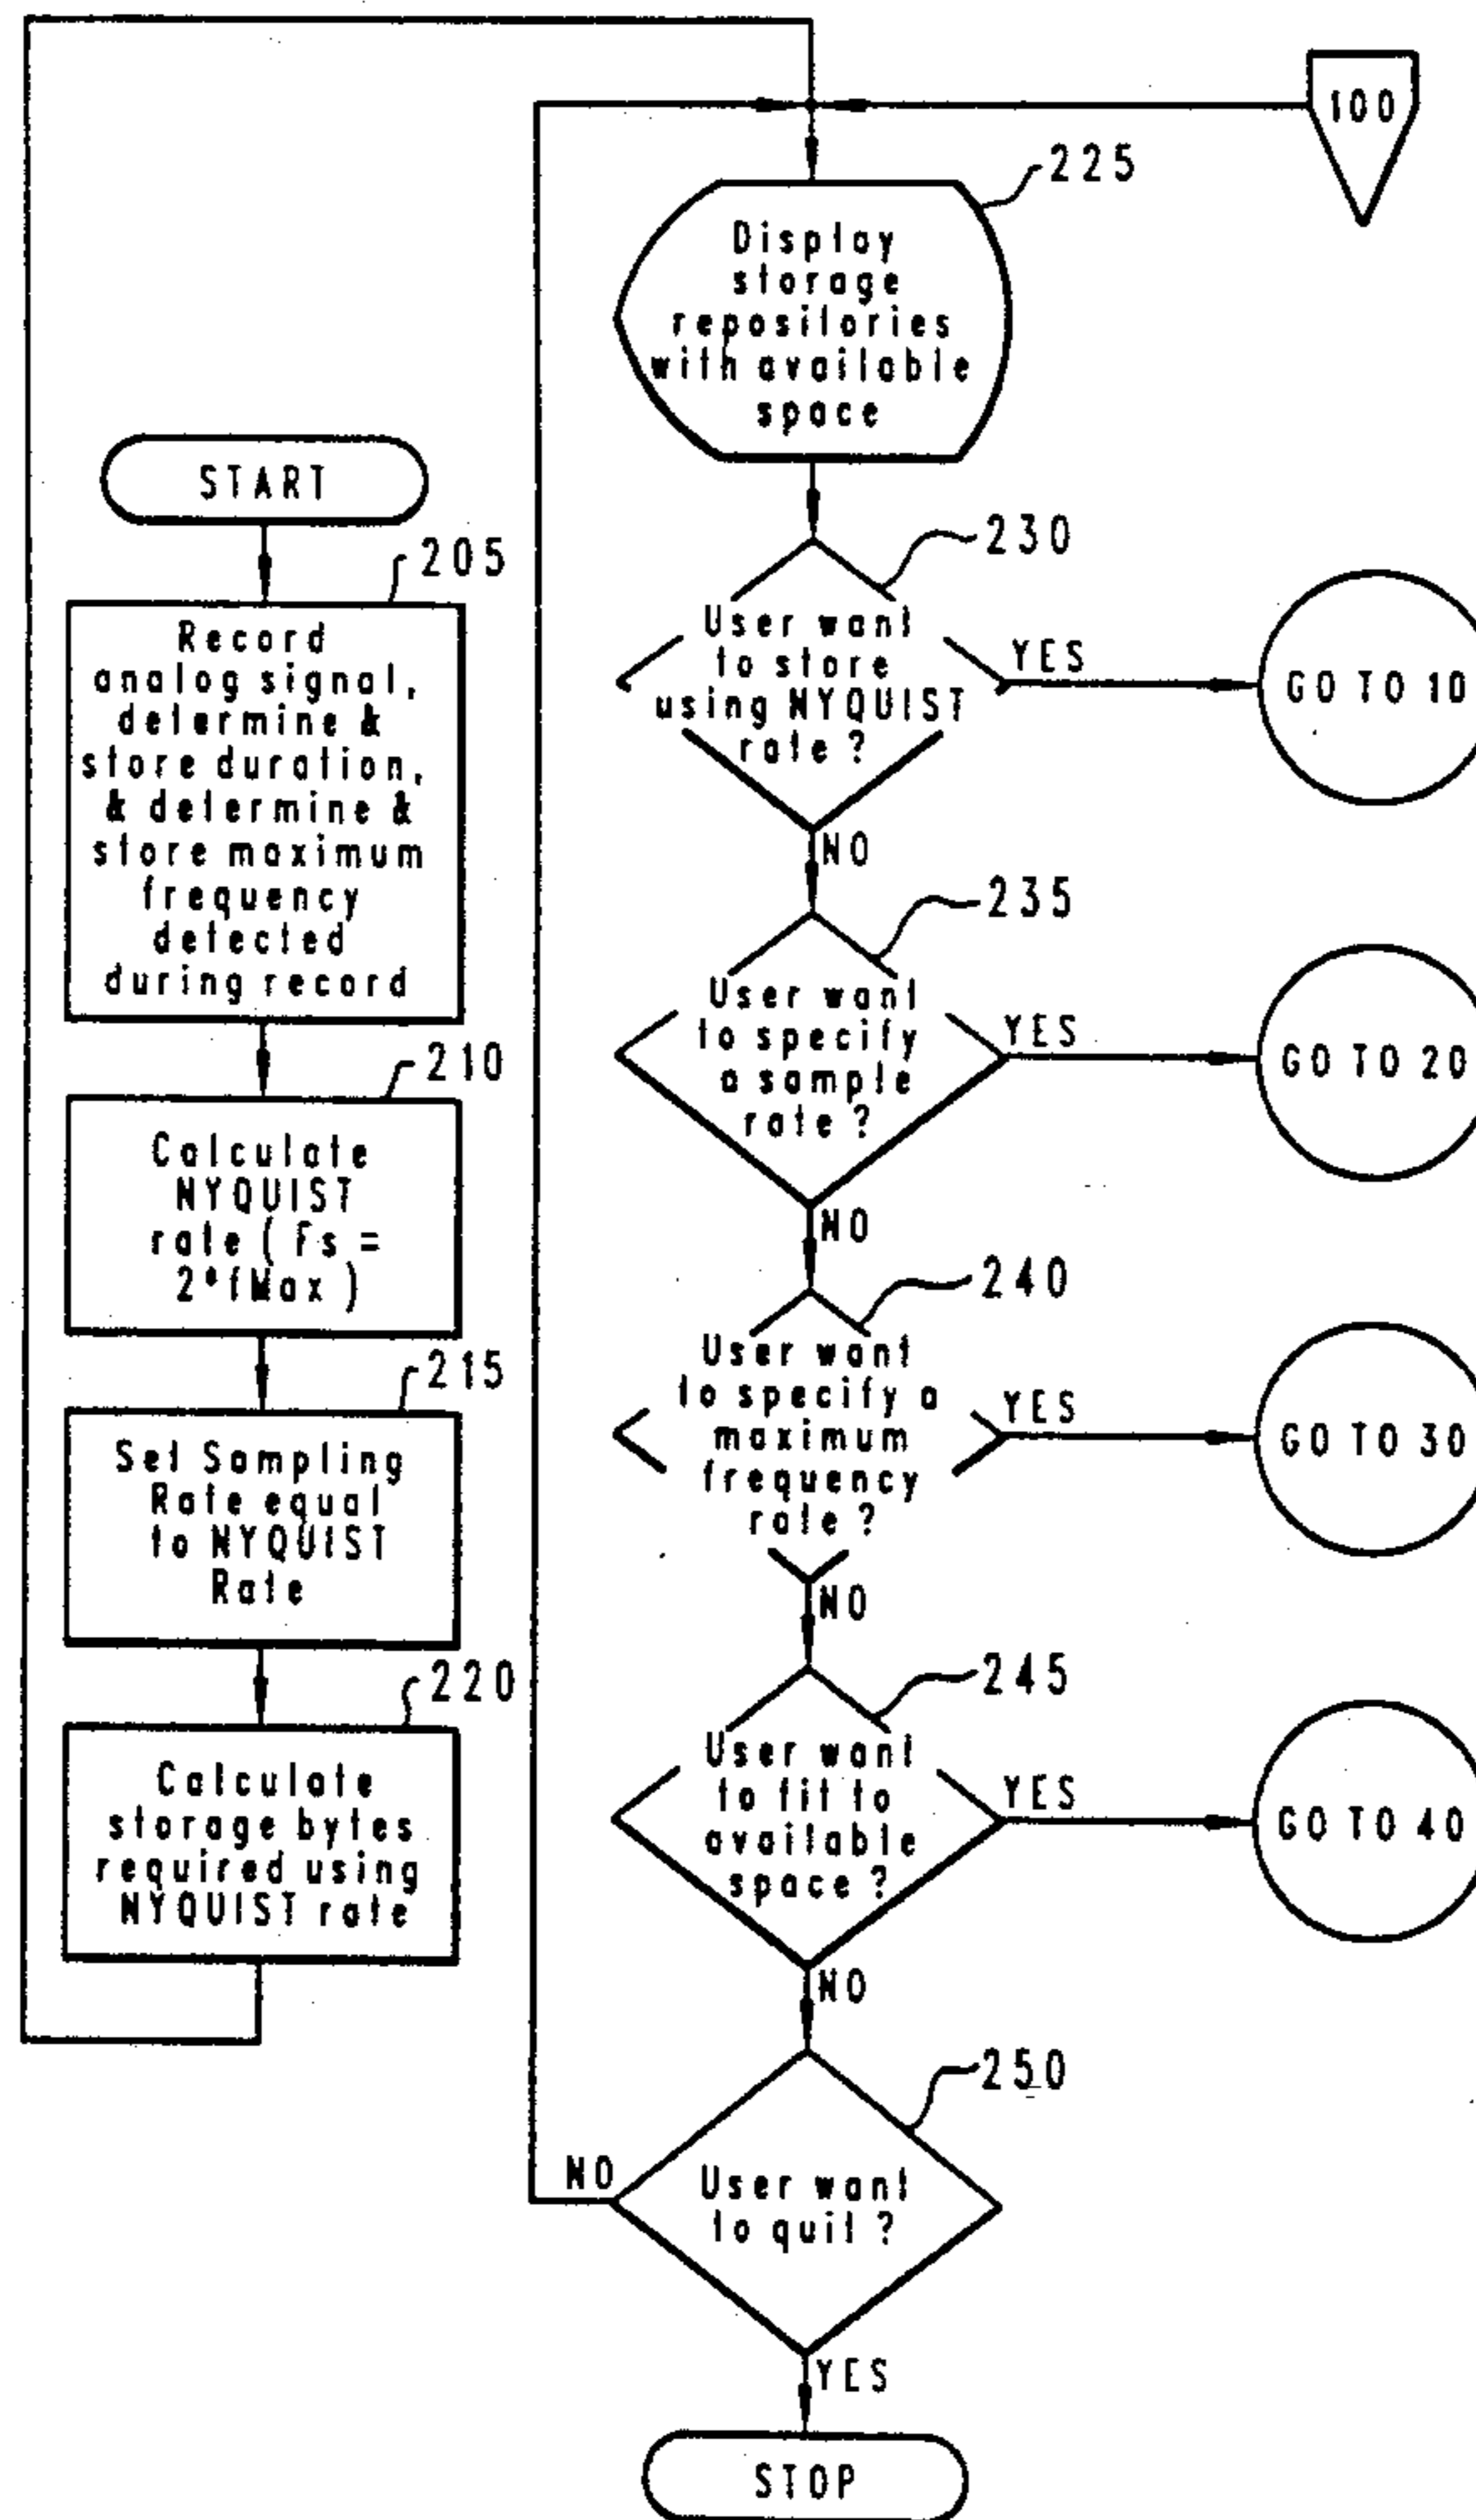 START
205
Record
analog signal,
determine &
store duration,
& determine &
store maximum
frequency
detected
during record
210
Calculate
NYQUIST
rate ( Fs =
2*fMax )
215
Set Sampling
Rate equal
to NYQUIST
Rate
220
Calculate
storage bytes
required using
NYQUIST rate
100
225
Display
storage
repositories
with available
space
230
User want
to store
using NYQUIST
rate ?
YES
GO TO 10
NO
235
User want
to specify
a sample
rate ?
YES
GO TO 20
NO
240
User want
to specify a
maximum
frequency
rate ?
YES
GO TO 30
NO
245
User want
to fit to
available
space ?
YES
GO TO 40
NO
250
User want
to quit ?
NO
YES
STOP